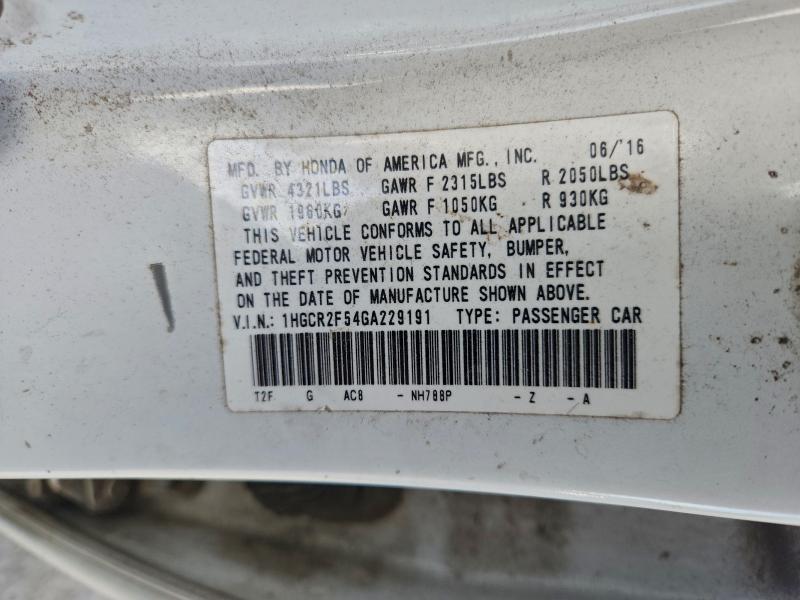 MFD. BY HONDA OF AMERICA MFG., INC. 06/'16
GVWR 4321LBS GAWR F 2315LBS R 2050LBS
GVWR 1960KG GAWR F 1050KG R 930KG
THIS VEHICLE CONFORMS TO ALL APPLICABLE
FEDERAL MOTOR VEHICLE SAFETY, BUMPER,
AND THEFT PREVENTION STANDARDS IN EFFECT
ON THE DATE OF MANUFACTURE SHOWN ABOVE.
V.I.N.: 1HGCR2F54GA229191 TYPE: PASSENGER CAR
T2F G AC8 - NH788P - Z - A